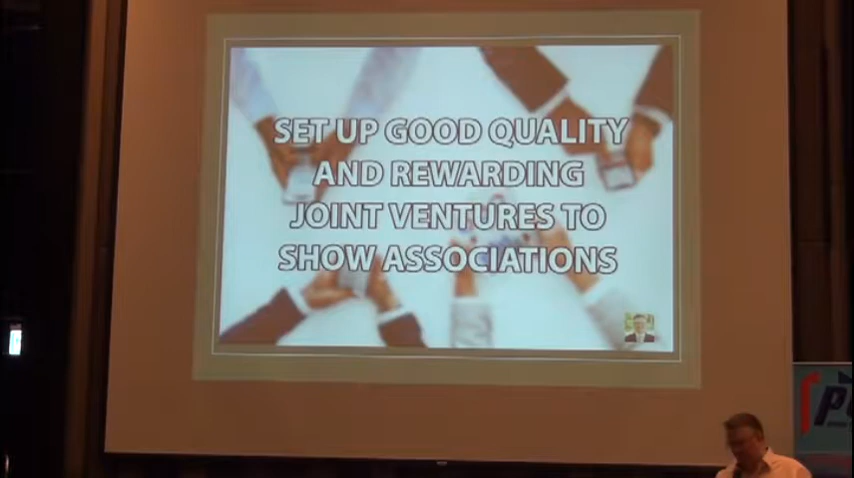 SET UP GOOD QUALITY
AND REWARDING
JOINT VENTURES TO
SHOW ASSOCIATIONS